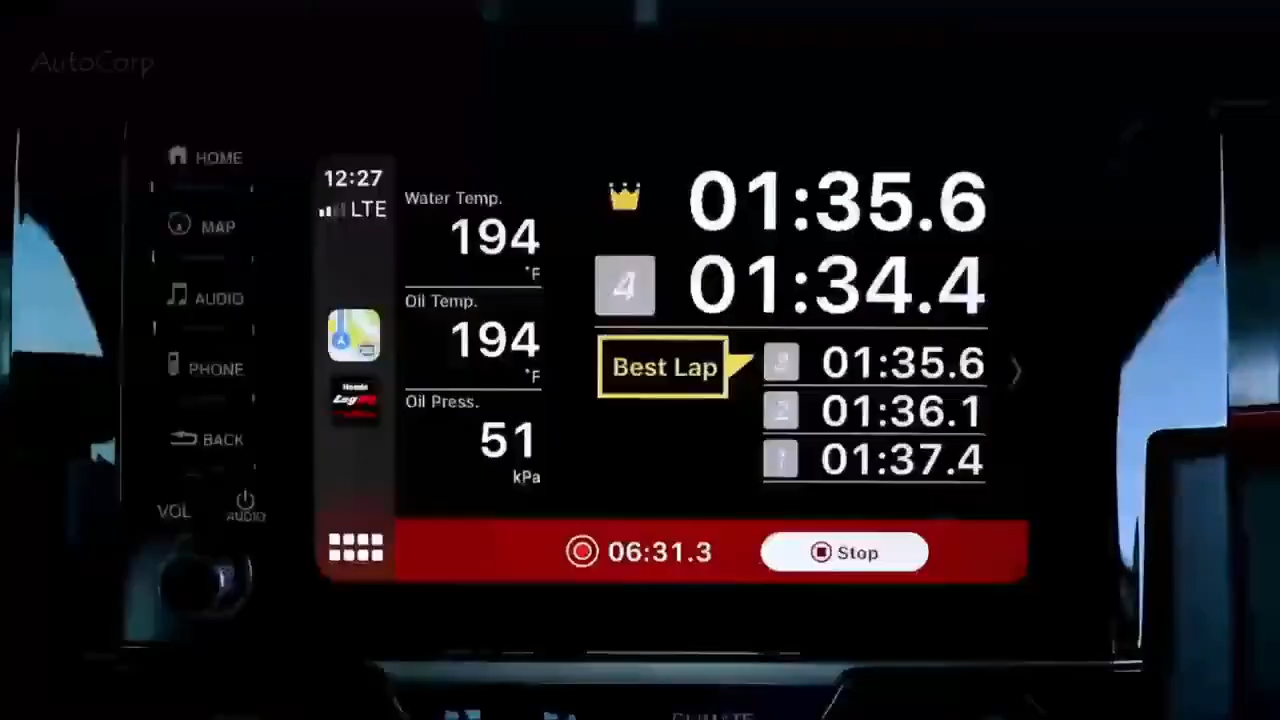 AutoCorp
HOME
MAP
AUDIO
PHONE
BACK
VOL
AUDIO
12:27
LTE
Water Temp.
194
°F
Oil Temp.
194
°F
Oil Press.
51
kPa
01:35.6
4 01:34.4
Best Lap
01:35.6
2 01:36.1
1 01:37.4
06:31.3
Stop
CLIMATE